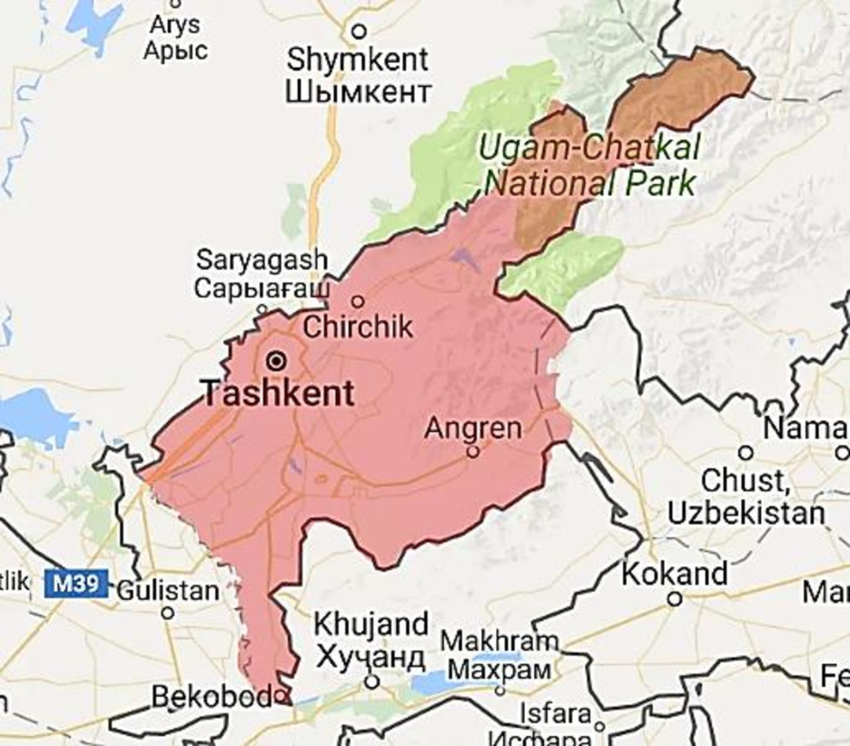 Arys
Арыс
Shymkent
Шымкент
Ugam-Chatkal
National Park
Saryagash
Сарыағаш
Chirchik
Tashkent
Angren
Nama
Chust,
Uzbekistan
tlik
M39
Gulistan
Kokand
Mar
Khujand
Хуҷанд
Makhram
Махрам
Fe
Bekobod
Isfara
Исфара